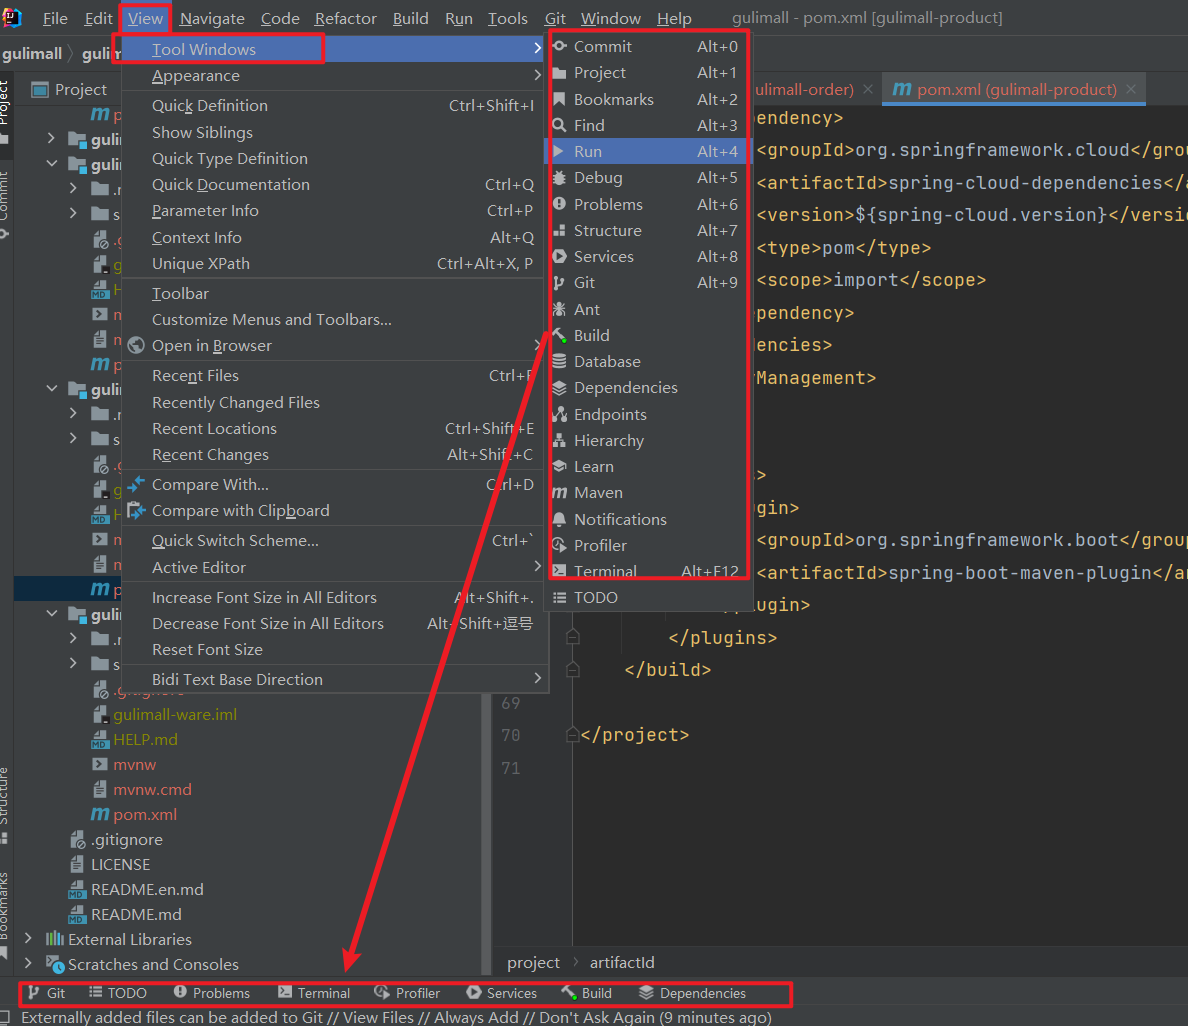 File Edit View Navigate Code Refactor Build Run Tools Git Window Help gulimall - pom.xml [gulimall-product]
gulimall
Project
Tool Windows
Appearance
Quick Definition Ctrl+Shift+I
Show Siblings
Quick Type Definition
Quick Documentation Ctrl+Q
Parameter Info Ctrl+P
Context Info Alt+Q
Unique XPath Ctrl+Alt+X, P
Toolbar
Customize Menus and Toolbars...
Open in Browser
Recent Files
Recently Changed Files
Recent Locations Ctrl+Shift+E
Recent Changes Alt+Shift+C
Compare With... Ctrl+D
Compare with Clipboard
Quick Switch Scheme... Ctrl+`
Active Editor
Increase Font Size in All Editors Alt+Shift+.
Decrease Font Size in All Editors Alt+Shift+逗号
Reset Font Size
Bidi Text Base Direction
Commit Alt+0
Project Alt+1
Bookmarks Alt+2
Find Alt+3
Run Alt+4
Debug Alt+5
Problems Alt+6
Structure Alt+7
Services Alt+8
Git Alt+9
Ant
Build
Database
Dependencies
Endpoints
Hierarchy
Learn
Maven
Notifications
Profiler
Terminal Alt+F12
TODO
ulimall-order) pom.xml (gulimall-product)
endency>
<groupId>org.springframework.cloud</grou
<artifactId>spring-cloud-dependencies</a
<version>${spring-cloud.version}</versio
<type>pom</type>
<scope>import</scope>
pendency>
encies>
yManagement>
s>
gin>
<groupId>org.springframework.boot</group
<artifactId>spring-boot-maven-plugin</ar
ugin>
</plugins>
</build>
69
70 </project>
71
gulimall-ware.iml
HELP.md
mvnw
mvnw.cmd
pom.xml
.gitignore
LICENSE
README.en.md
README.md
External Libraries
Scratches and Consoles
Project
Commit
Structure
Bookmarks
project > artifactId
Git TODO Problems Terminal Profiler Services Build Dependencies
Externally added files can be added to Git // View Files // Always Add // Don't Ask Again (9 minutes ago)